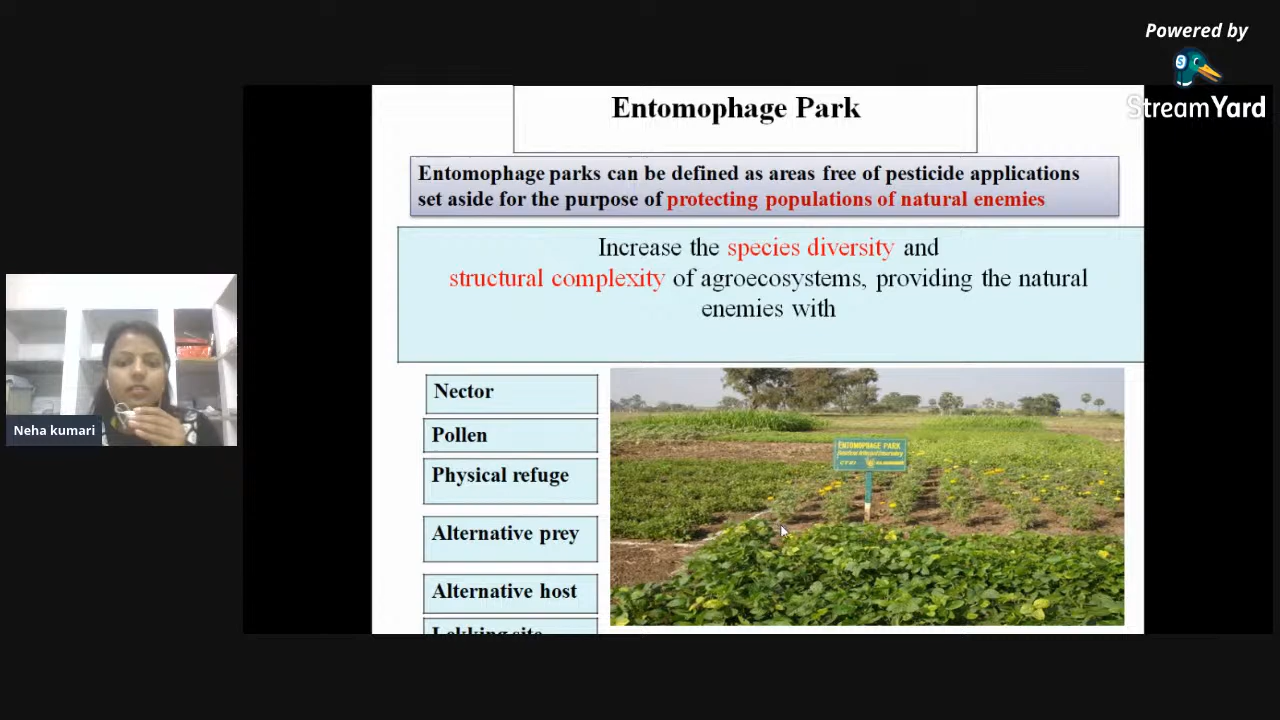 Powered by
StreamYard
Entomophage Park
Entomophage parks can be defined as areas free of pesticide applications
set aside for the purpose of protecting populations of natural enemies
Increase the species diversity and
structural complexity of agroecosystems, providing the natural
enemies with
Nector
Pollen
Physical refuge
Alternative prey
Alternative host
Lekking site
ENTOMOPHAGE PARK
Neha kumari